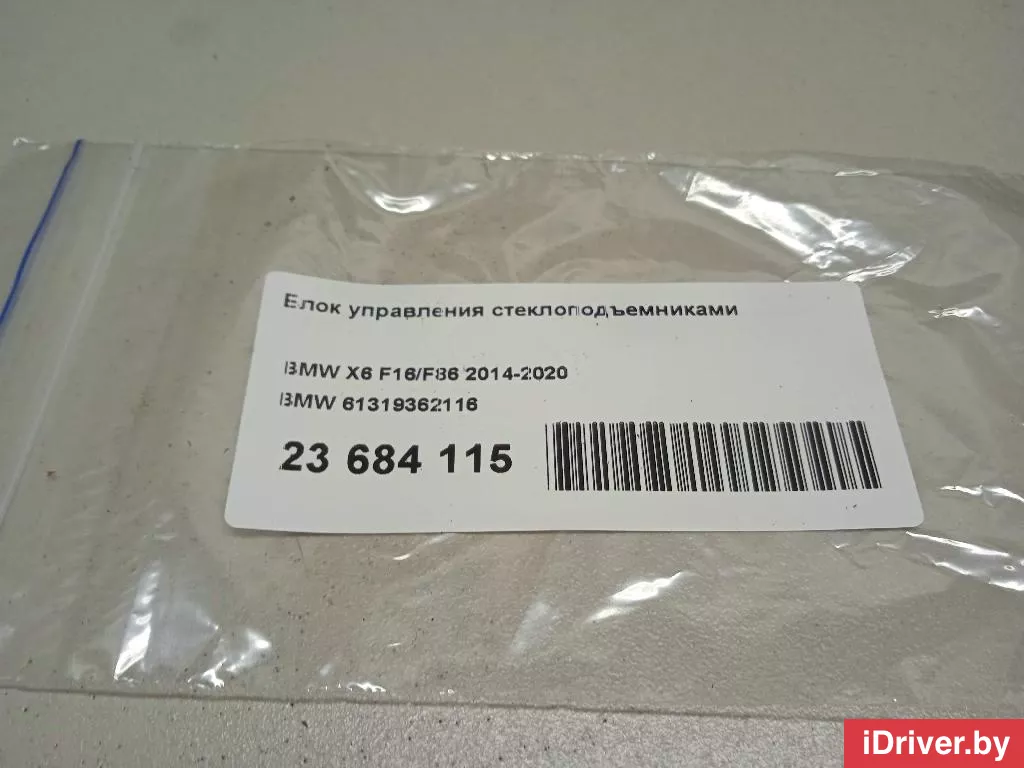 Блок управления стеклоподъемниками
BMW X6 F16/F86 2014-2020
BMW 61319362116
23 684 115
iDriver.by